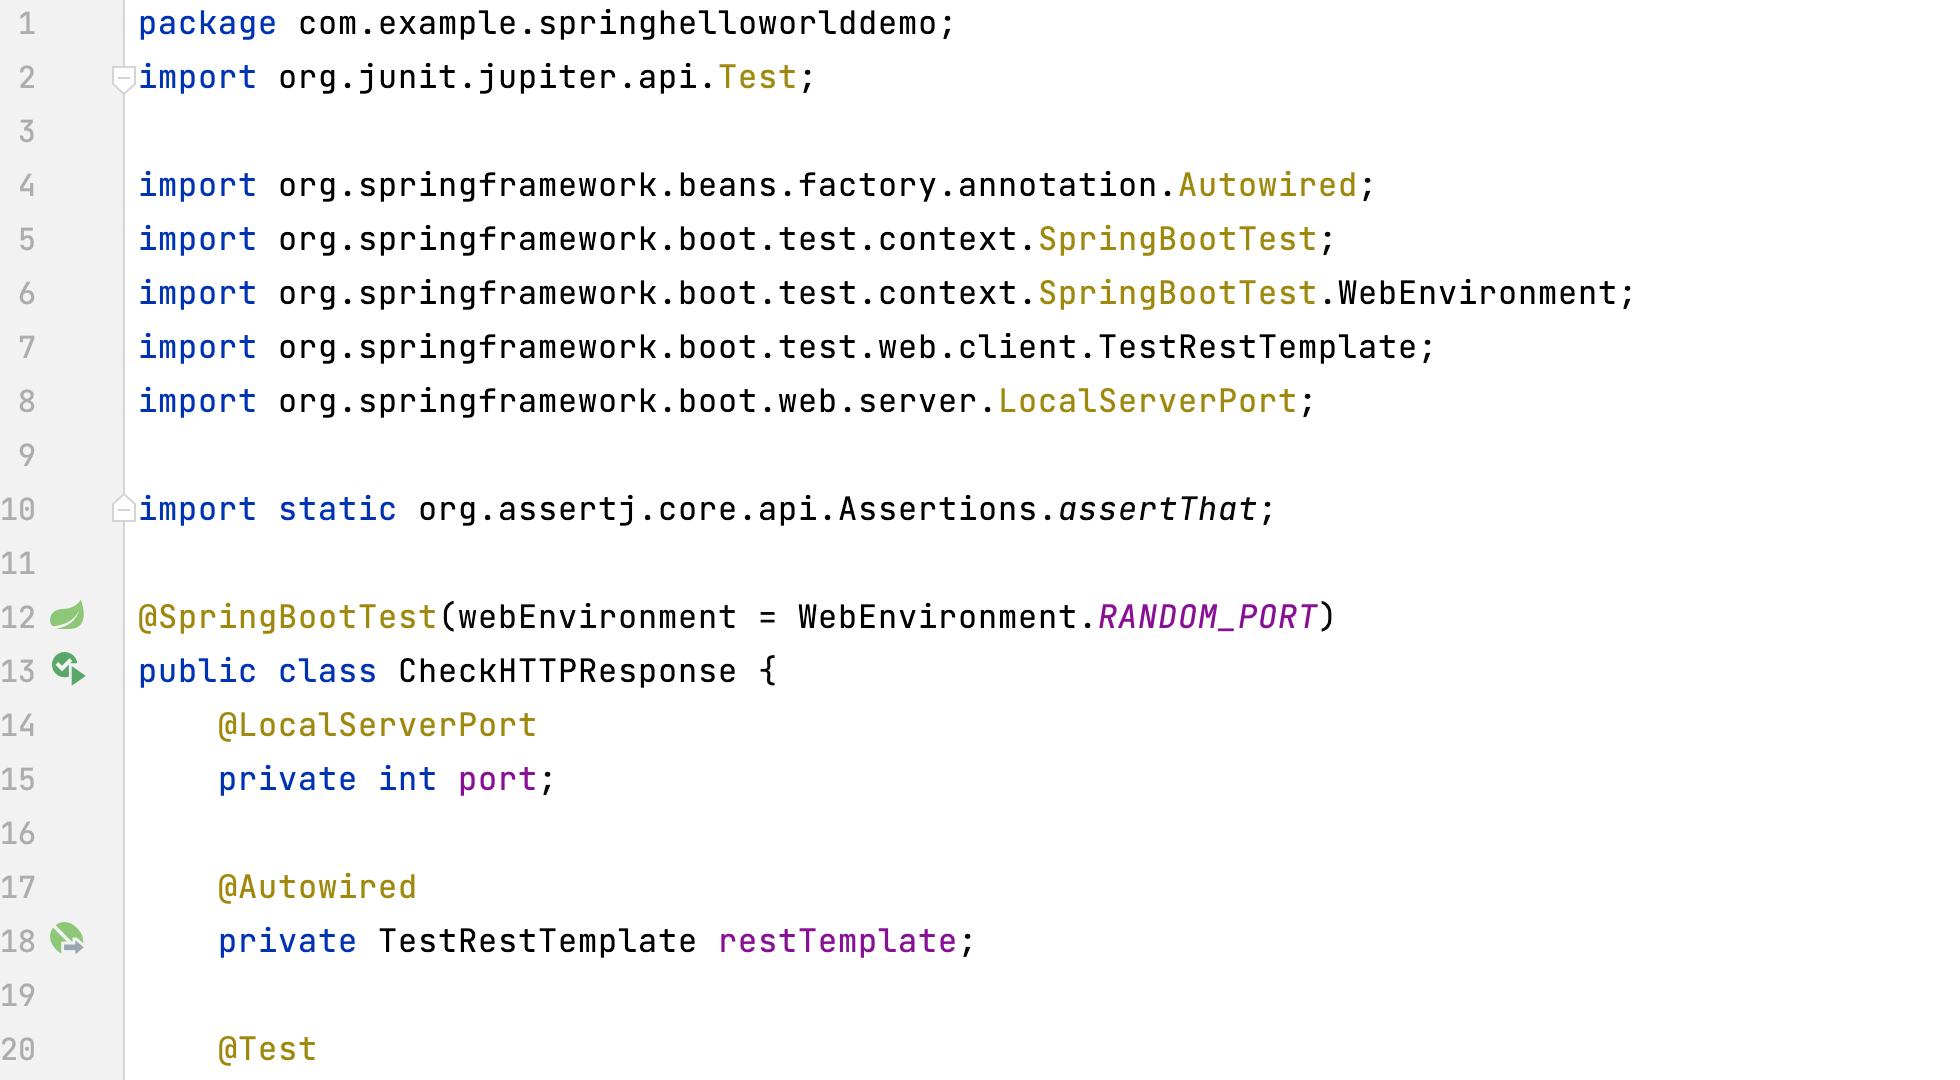 1 package com.example.springhelloworlddemo;
2 import org.junit.jupiter.api.Test;
3
4 import org.springframework.beans.factory.annotation.Autowired;
5 import org.springframework.boot.test.context.SpringBootTest;
6 import org.springframework.boot.test.context.SpringBootTest.WebEnvironment;
7 import org.springframework.boot.test.web.client.TestRestTemplate;
8 import org.springframework.boot.web.server.LocalServerPort;
9
10 import static org.assertj.core.api.Assertions.assertThat;
11
12 @SpringBootTest(webEnvironment = WebEnvironment.RANDOM_PORT)
13 public class CheckHTTPResponse {
14     @LocalServerPort
15     private int port;
16
17     @Autowired
18     private TestRestTemplate restTemplate;
19
20     @Test